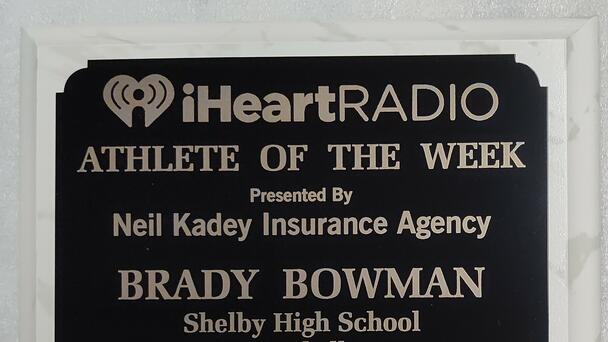 iHeartRADIO
ATHLETE OF THE WEEK
Presented By
Neil Kadey Insurance Agency
BRADY BOWMAN
Shelby High School